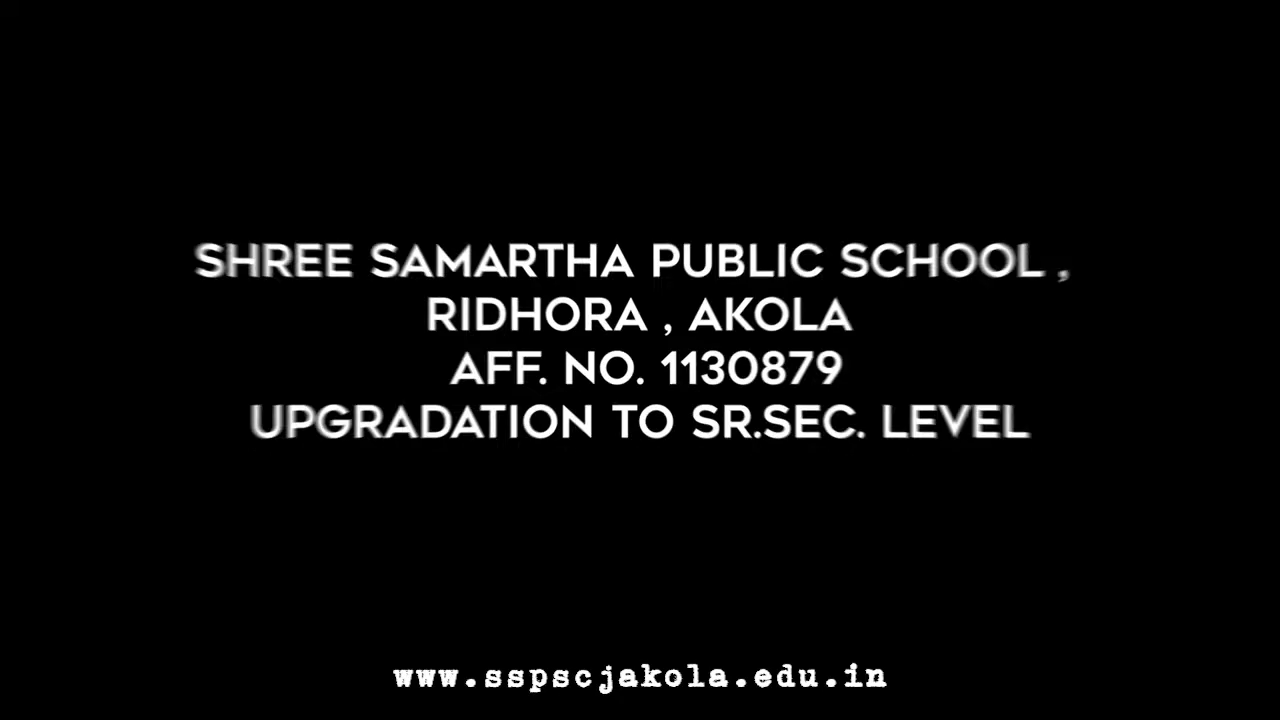 SHREE SAMARTHA PUBLIC SCHOOL ,
RIDHORA , AKOLA
AFF. NO. 1130879
UPGRADATION TO SR.SEC. LEVEL
www.sspscjakola.edu.in